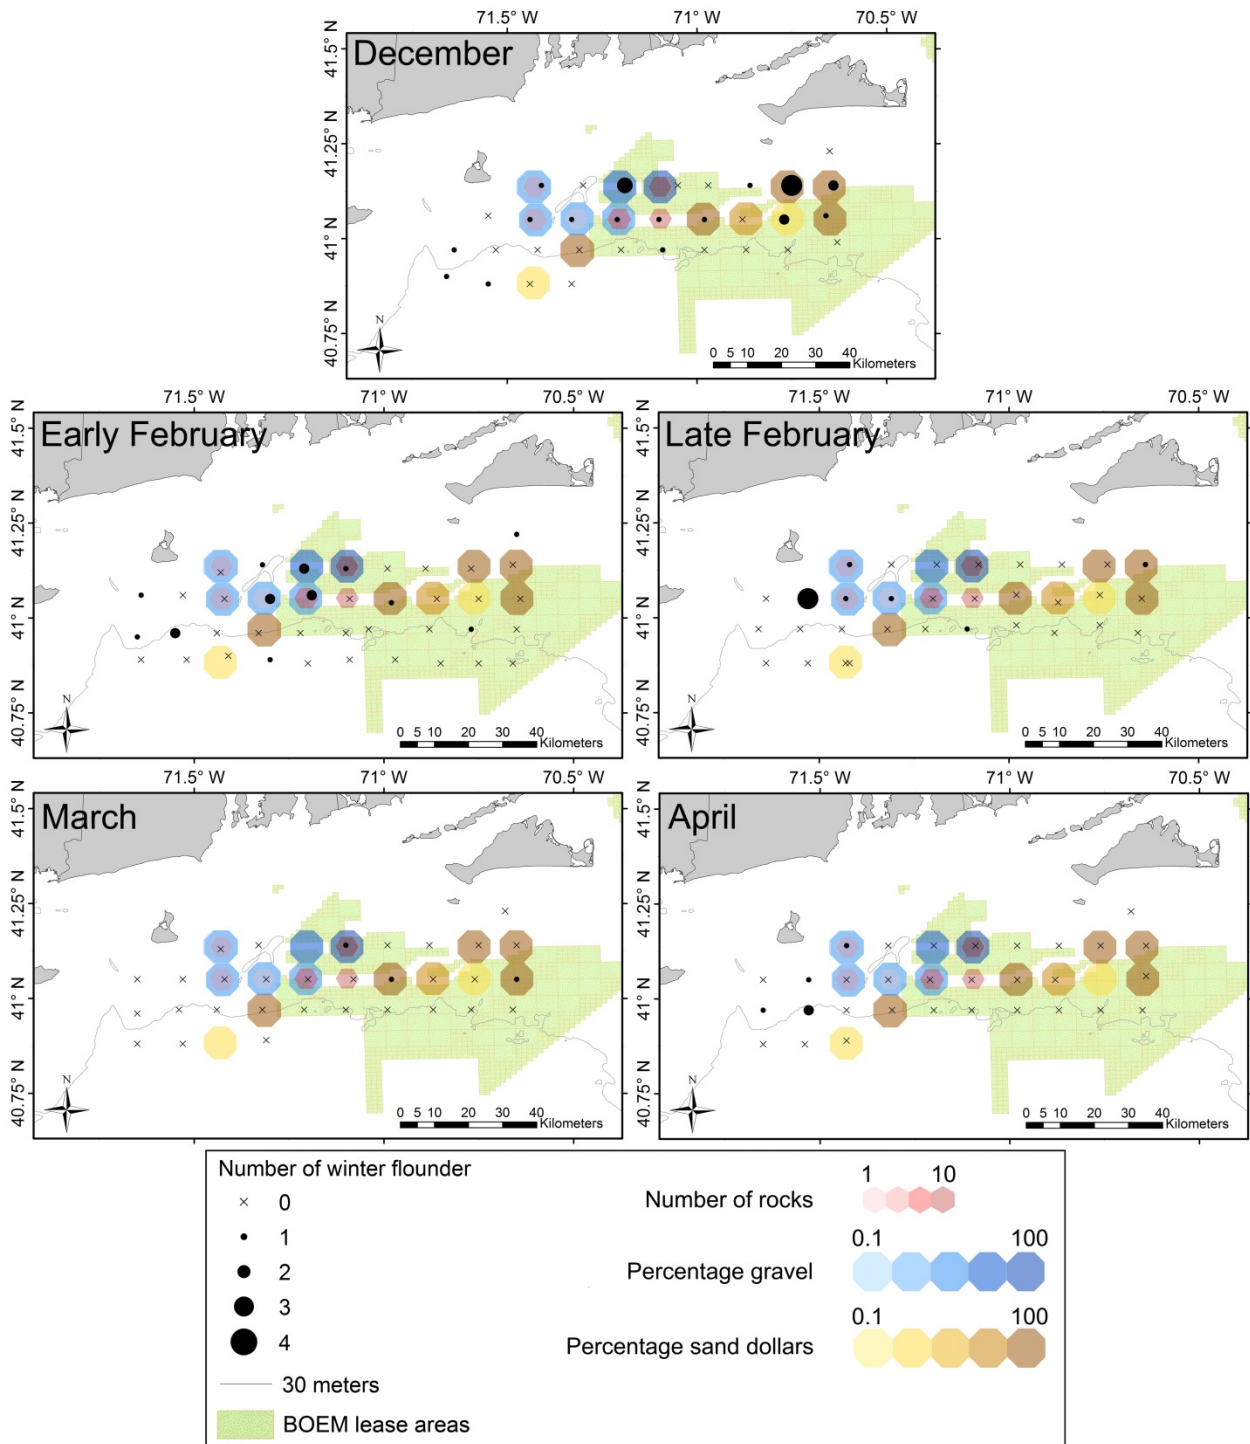 71.5° W 71° W 70.5° W
December
41.5° N
41.25° N
41° N
40.75° N
N
0 5 10 20 30 40
Kilometers
71.5° W 71° W 70.5° W
71.5° W 71° W 70.5° W
Early February
Late February
41.5° N
41.25° N
41° N
40.75° N
41.5° N
41.25° N
41° N
40.75° N
N
N
0 5 10 20 30 40
Kilometers
0 5 10 20 30 40
Kilometers
71.5° W 71° W 70.5° W
71.5° W 71° W 70.5° W
March
April
41.5° N
41.25° N
41° N
40.75° N
41.5° N
41.25° N
41° N
40.75° N
N
N
0 5 10 20 30 40
Kilometers
0 5 10 20 30 40
Kilometers
Number of winter flounder
0
1
2
3
4
30 meters
BOEM lease areas
1 10
Number of rocks
0.1 100
Percentage gravel
0.1 100
Percentage sand dollars